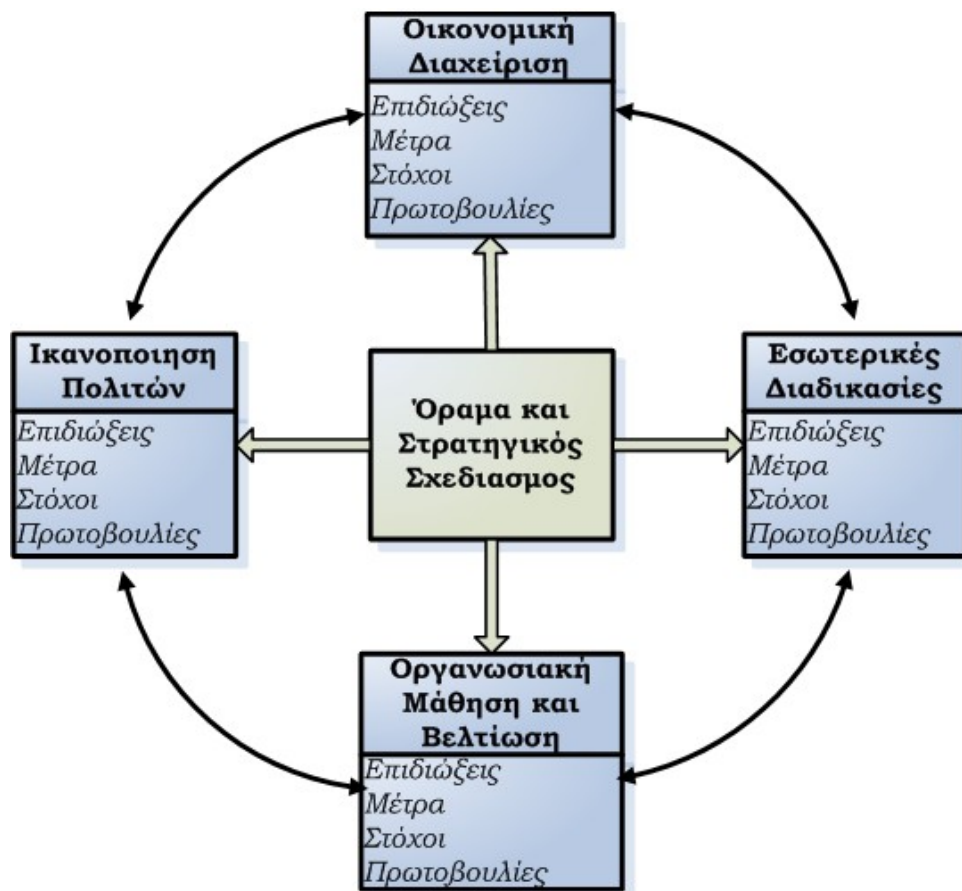 Οικονομική
Διαχείριση
Επιδιώξεις
Μέτρα
Στόχοι
Πρωτοβουλίες
Ικανοποιηση
Πολιτών
Επιδιώξεις
Μέτρα
Στόχοι
Πρωτοβουλίες
Όραμα και
Στρατηγικός
Σχεδιασμος
Εσωτερικές
Διαδικασίες
Επιδιώξεις
Μέτρα
Στόχοι
Πρωτοβουλίες
Οργανωσιακή
Μάθηση και
Βελτίωση
Επιδιώξεις
Μέτρα
Στόχοι
Πρωτοβουλίες